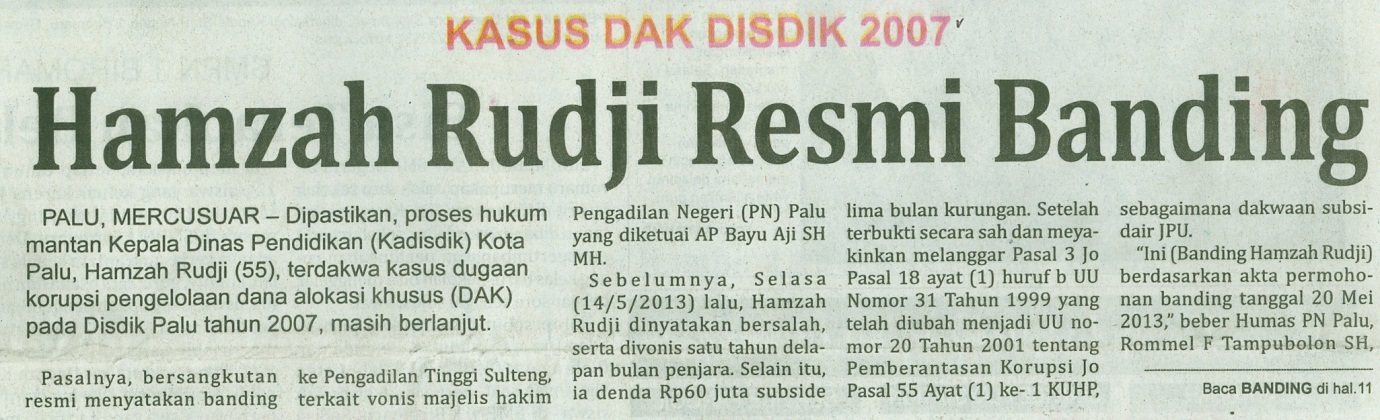 KASUS DAK DISDIK 2007
Hamzah Rudji Resmi Banding
PALU, MERCUSUAR – Dipastikan, proses hukum
mantan Kepala Dinas Pendidikan (Kadisdik) Kota
Palu, Hamzah Rudji (55), terdakwa kasus dugaan
korupsi pengelolaan dana alokasi khusus (DAK)
pada Disdik Palu tahun 2007, masih berlanjut.
Pasalnya, bersangkutan
resmi menyatakan banding
ke Pengadilan Tinggi Sulteng,
terkait vonis majelis hakim
Pengadilan Negeri (PN) Palu
yang diketuai AP Bayu Aji SH
MH.
Sebelumnya, Selasa
(14/5/2013) lalu, Hamzah
Rudji dinyatakan bersalah,
serta divonis satu tahun dela-
pan bulan penjara. Selain itu,
ia denda Rp60 juta subside
lima bulan kurungan. Setelah
terbukti secara sah dan meya-
kinkan melanggar Pasal 3 Jo
Pasal 18 ayat (1) huruf b UU
Nomor 31 Tahun 1999 yang
telah diubah menjadi UU no-
mor 20 Tahun 2001 tentang
Pemberantasan Korupsi Jo
Pasal 55 Ayat (1) ke- 1 KUHP,
sebagaimana dakwaan subsi-
dair JPU.
“Ini (Banding Hamzah Rudji)
berdasarkan akta permoho-
nan banding tanggal 20 Mei
2013,” beber Humas PN Palu,
Rommel F Tampubolon SH,
Baca BANDING di hal.11